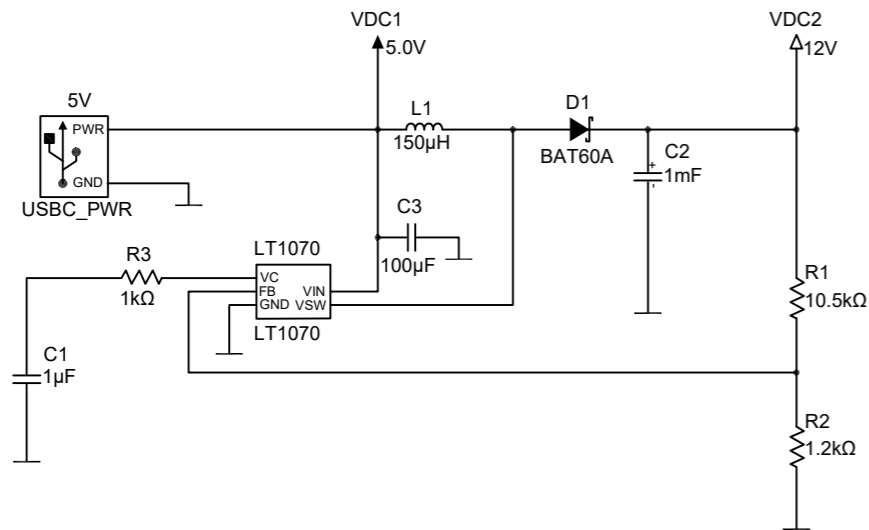 VDC1
5.0V
VDC2
12V
5V
PWR
GND
USBC_PWR
L1
150µH
D1
BAT60A
C2
+
-
1mF
C3
100µF
R3
1kΩ
LT1070
VC
FB
GND
VIN
VSW
LT1070
R1
10.5kΩ
C1
1µF
R2
1.2kΩ